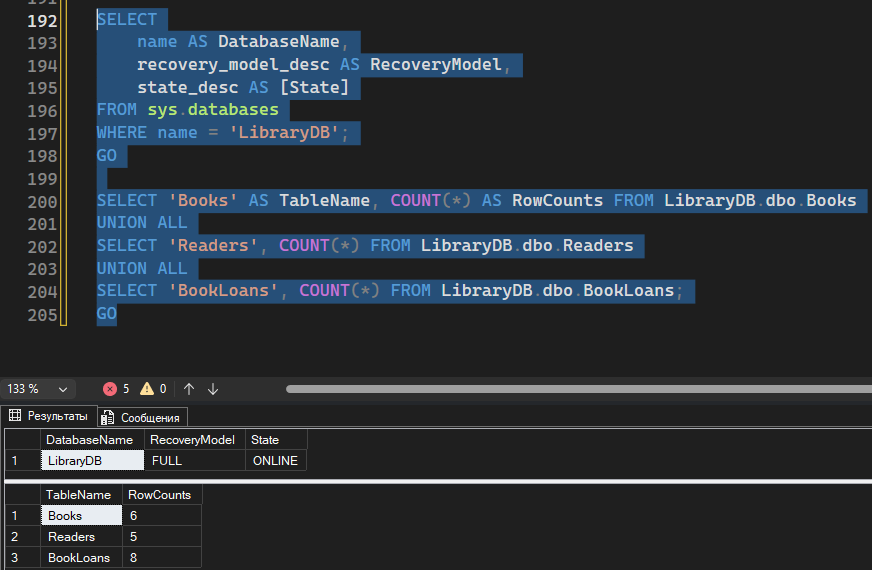 191
192 SELECT
193 name AS DatabaseName,
194 recovery_model_desc AS RecoveryModel,
195 state_desc AS [State]
196 FROM sys.databases
197 WHERE name = 'LibraryDB';
198 GO
199
200 SELECT 'Books' AS TableName, COUNT(*) AS RowCounts FROM LibraryDB.dbo.Books
201 UNION ALL
202 SELECT 'Readers', COUNT(*) FROM LibraryDB.dbo.Readers
203 UNION ALL
204 SELECT 'BookLoans', COUNT(*) FROM LibraryDB.dbo.BookLoans;
205 GO
133 % 5 0
Результаты Сообщения
DatabaseName RecoveryModel State
1 LibraryDB FULL ONLINE
TableName RowCounts
1 Books 6
2 Readers 5
3 BookLoans 8